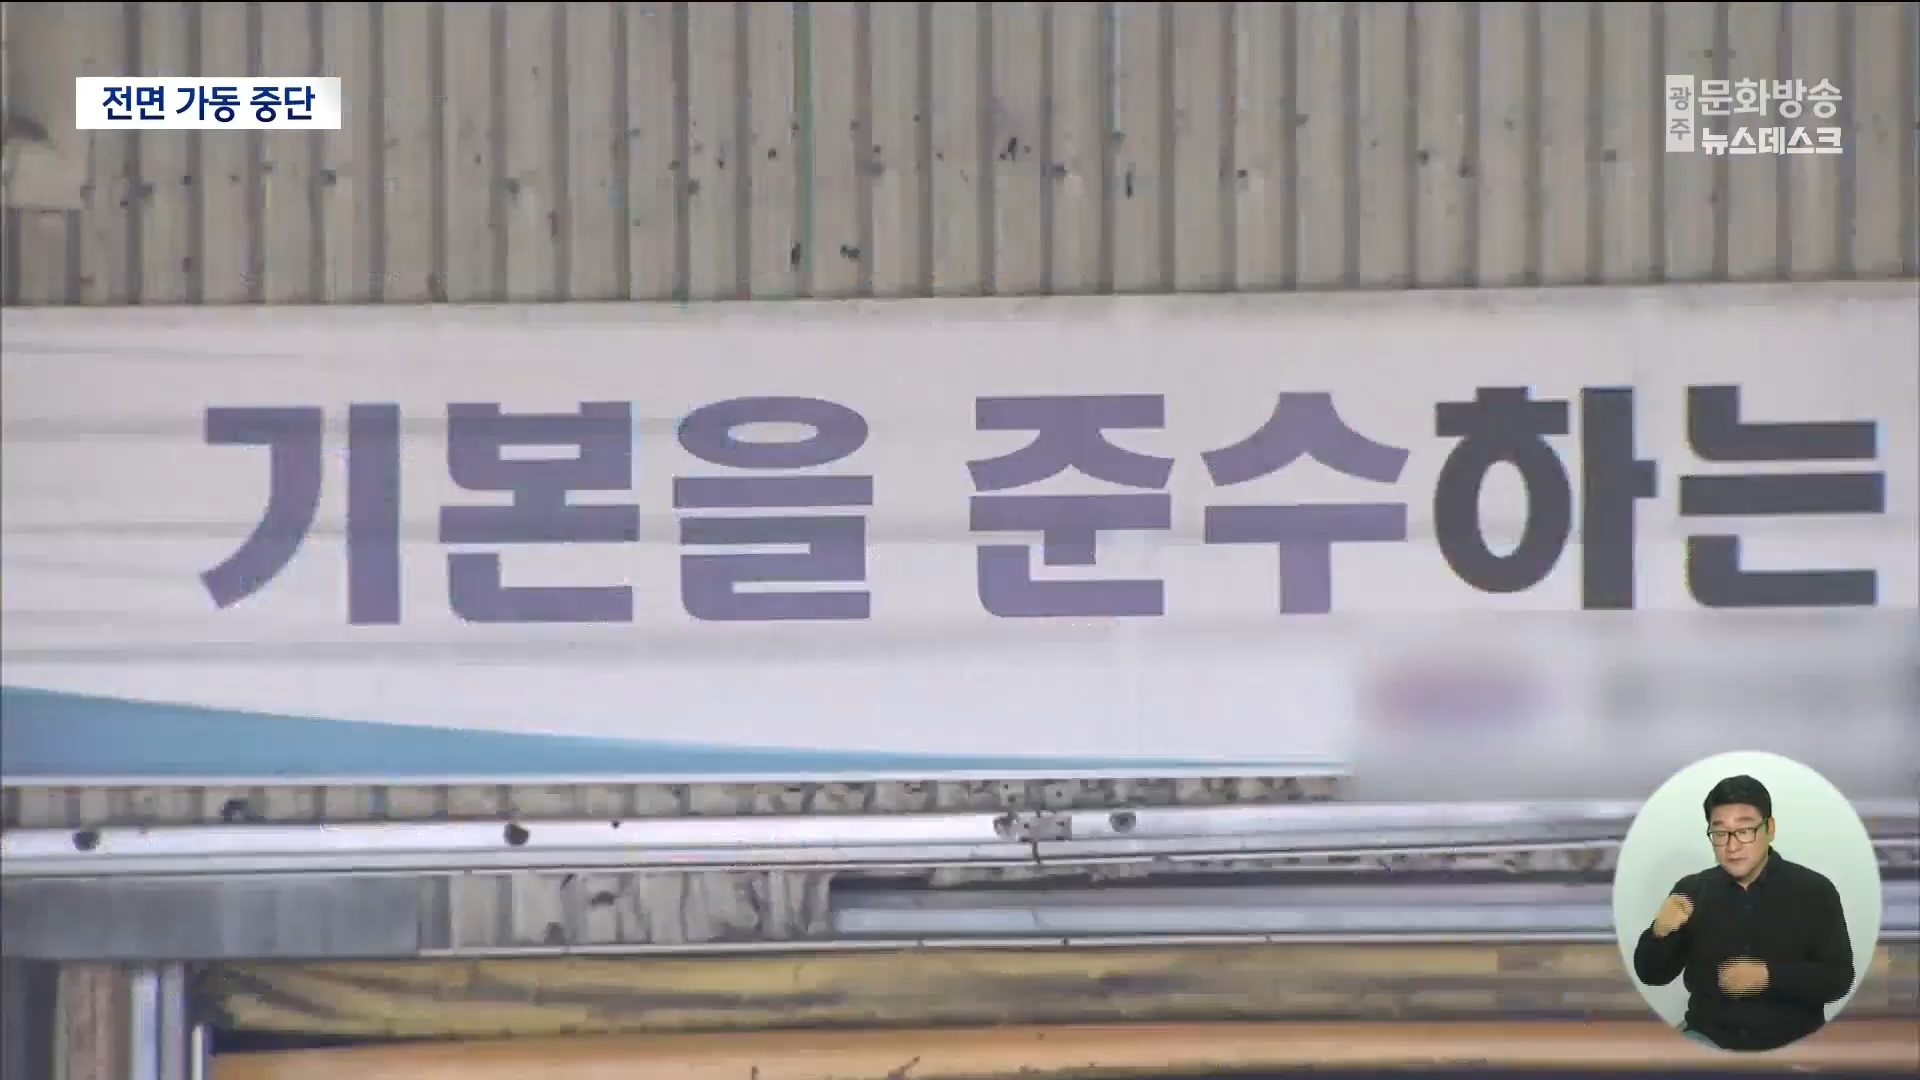 전면 가동 중단
광주
문화방송
뉴스데스크
기본을 준수하는